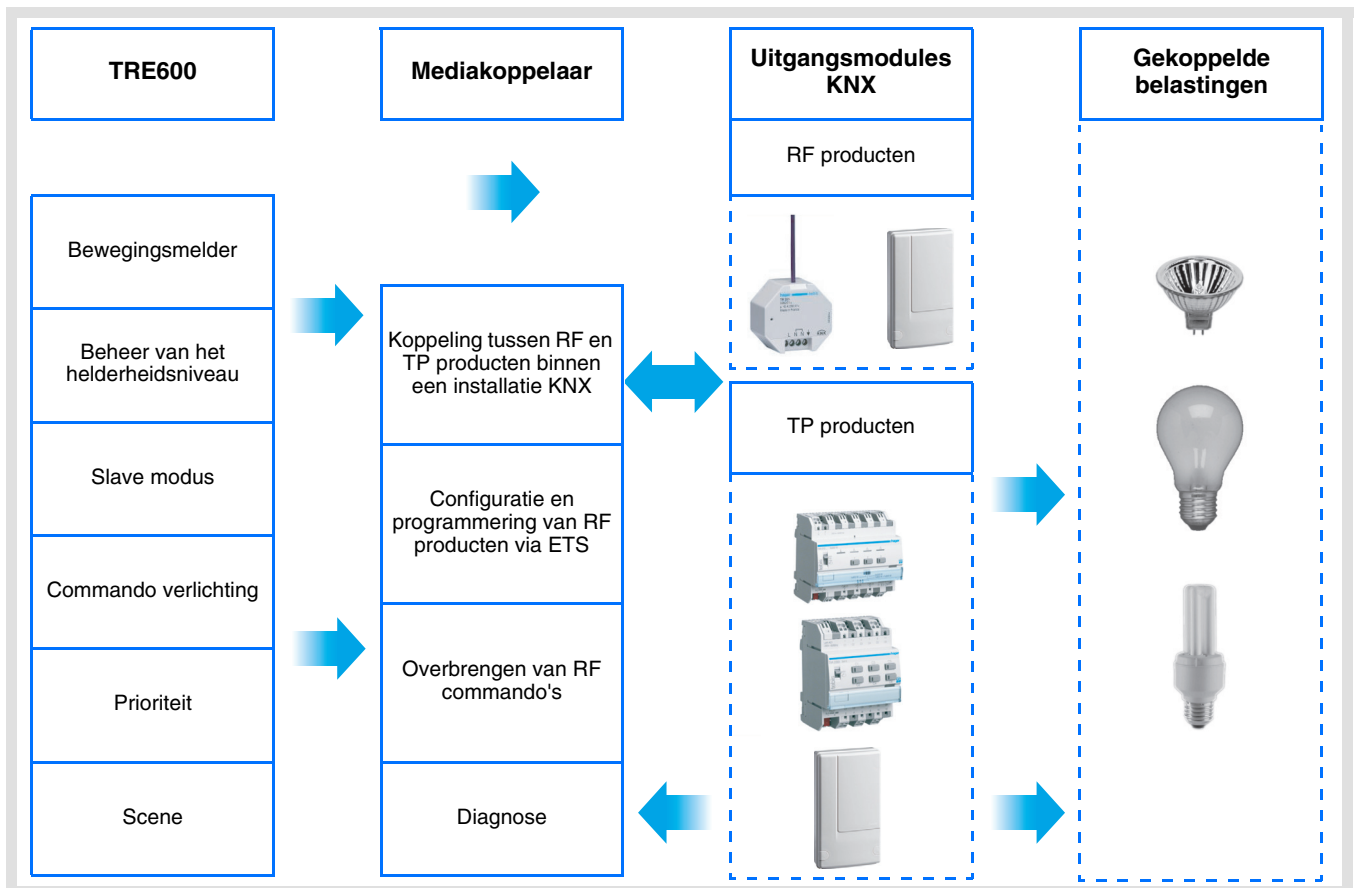 TRE600
Mediakoppelaar
Uitgangsmodules
KNX
Gekoppelde
belastingen
RF producten
Bewegingsmelder
Beheer van het
helderheidsniveau
Slave modus
Commando verlichting
Prioriteit
Scene
Koppeling tussen RF en
TP producten binnen
een installatie KNX
Configuratie en
programmering van RF
producten via ETS
Overbrengen van RF
commando's
Diagnose
TP producten